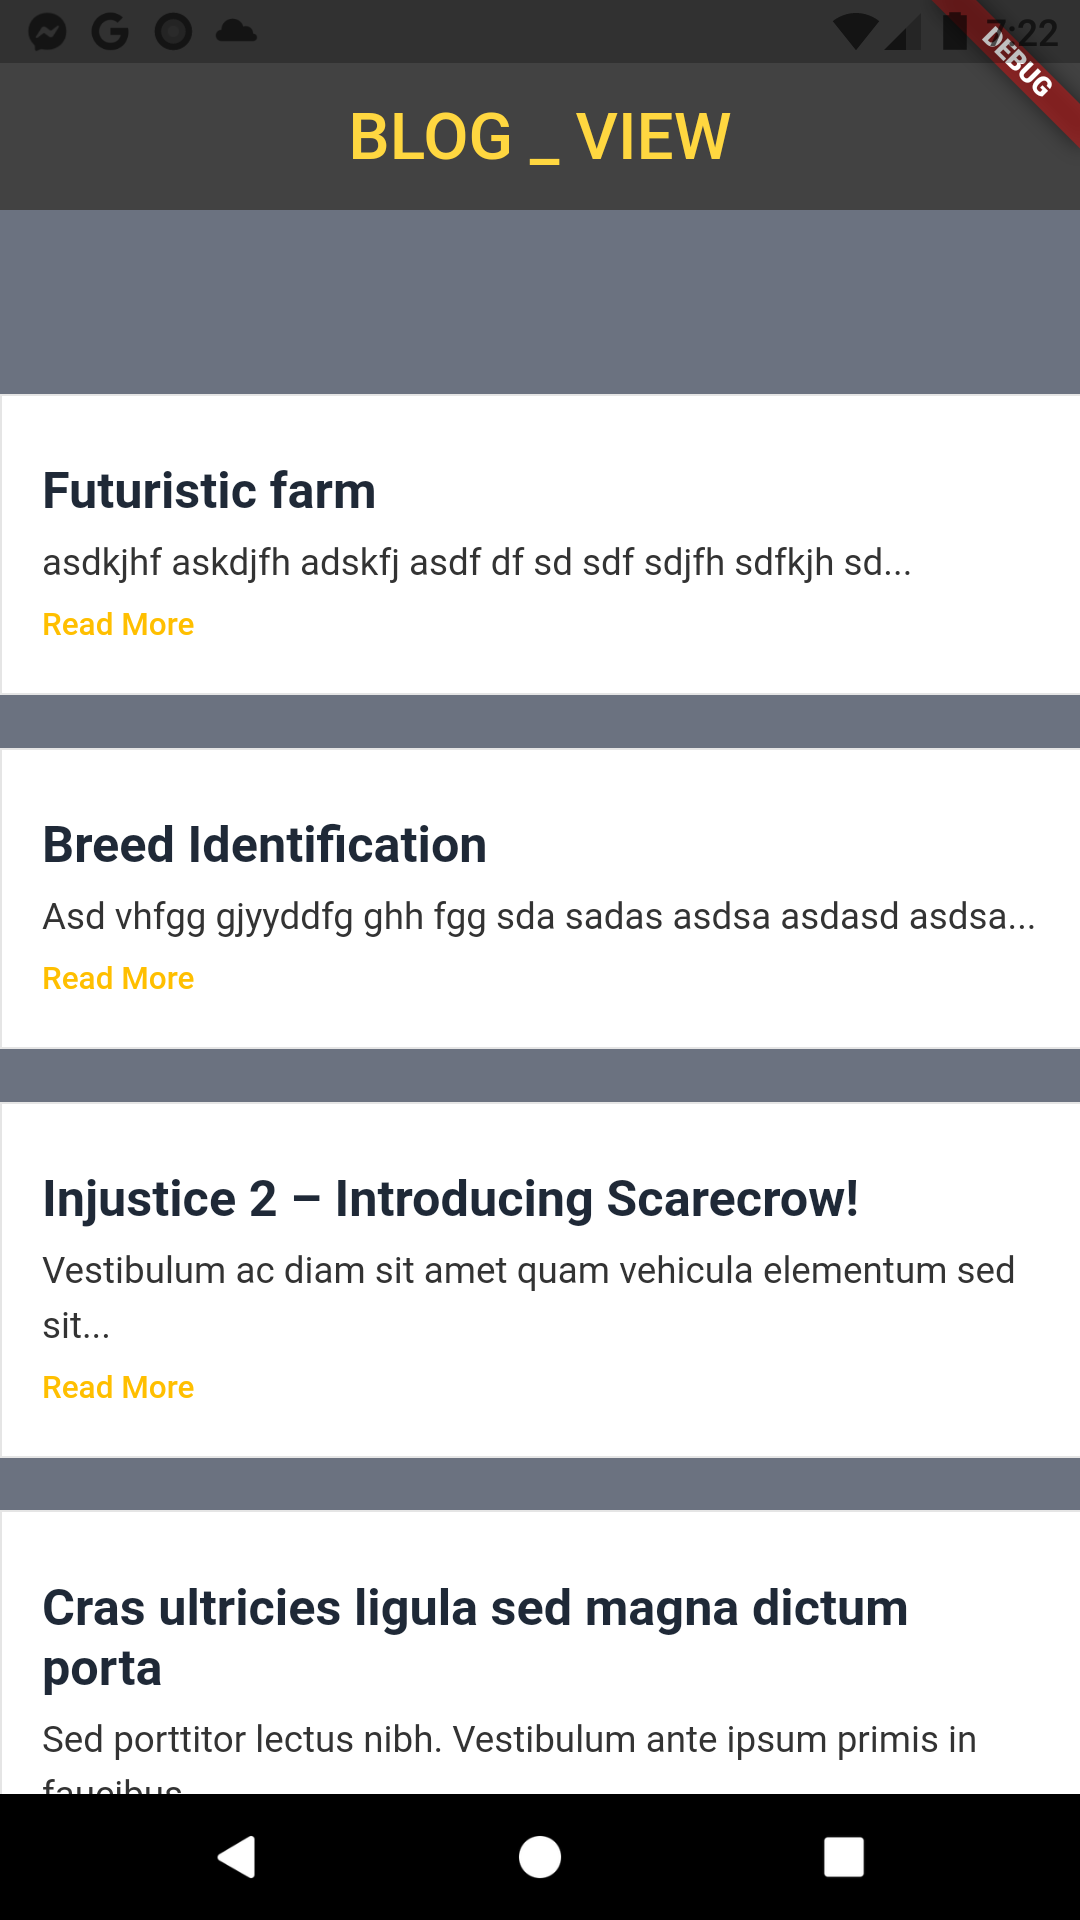 7:22
DEBUG
BLOG _ VIEW
Futuristic farm
asdkjhf askdjfh adskfj asdf df sd sdf sdjfh sdfkjh sd...
Read More
Breed Identification
Asd vhfgg gjyyddfg ghh fgg sda sadas asdsa asdasd asdsa...
Read More
Injustice 2 – Introducing Scarecrow!
Vestibulum ac diam sit amet quam vehicula elementum sed
sit...
Read More
Cras ultricies ligula sed magna dictum
porta
Sed porttitor lectus nibh. Vestibulum ante ipsum primis in
faucibus